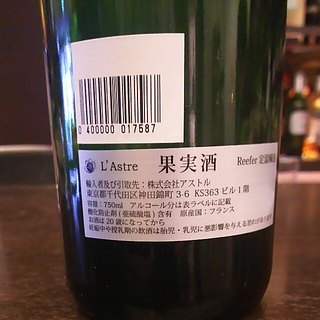 0 400000 017587
L'Astre 果実酒 Reefer 定温輸送
輸入者及び引取先：株式会社アストル
東京都千代田区神田錦町 3-6 KS363 ビル 1 階
容量：750ml アルコール分は表ラベルに記載
酸化防止剤 (亜硫酸塩) 含有 原産国：フランス
お酒は 20 歳になってから
妊娠中や授乳期の飲酒は胎児・乳児に悪影響を与える恐れがあります